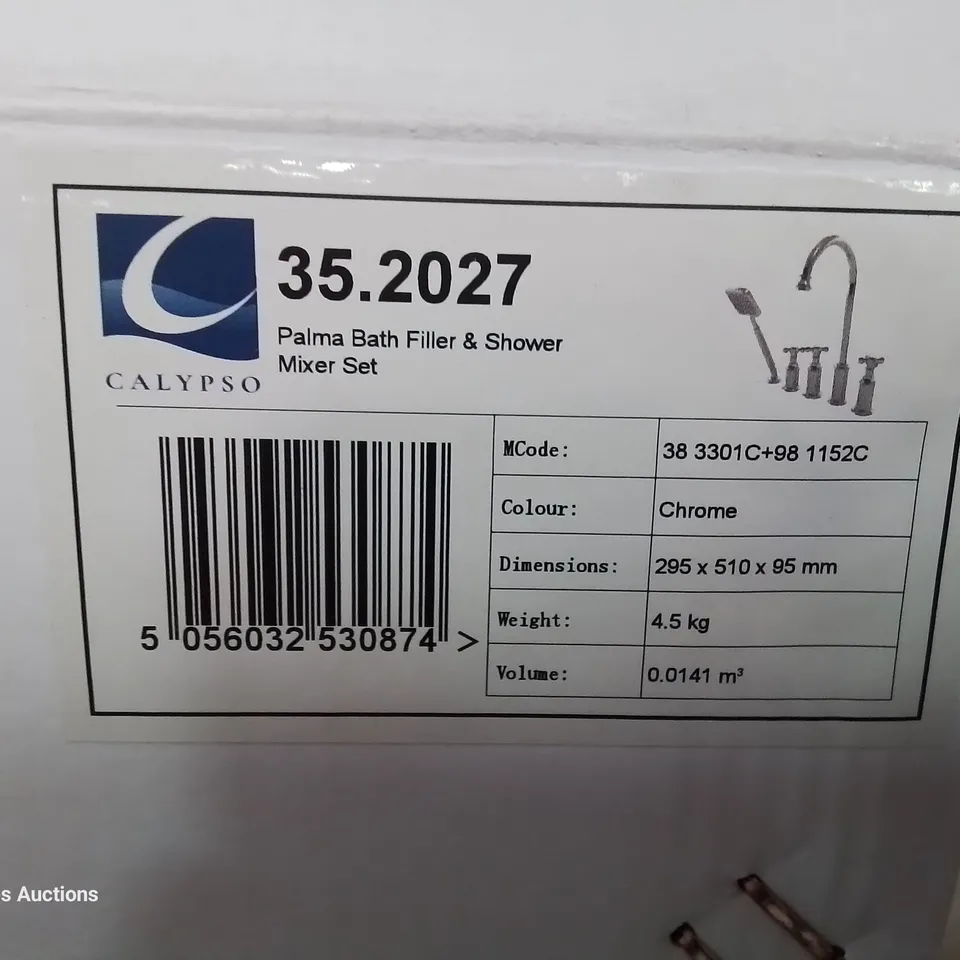 35.2027
Palma Bath Filler & Shower
Mixer Set
CALYPSO
MCode: 38 3301C+98 1152C
Colour: Chrome
Dimensions: 295 x 510 x 95 mm
Weight: 4.5 kg
Volume: 0.0141 m³
5 056032 530874 >
s Auctions